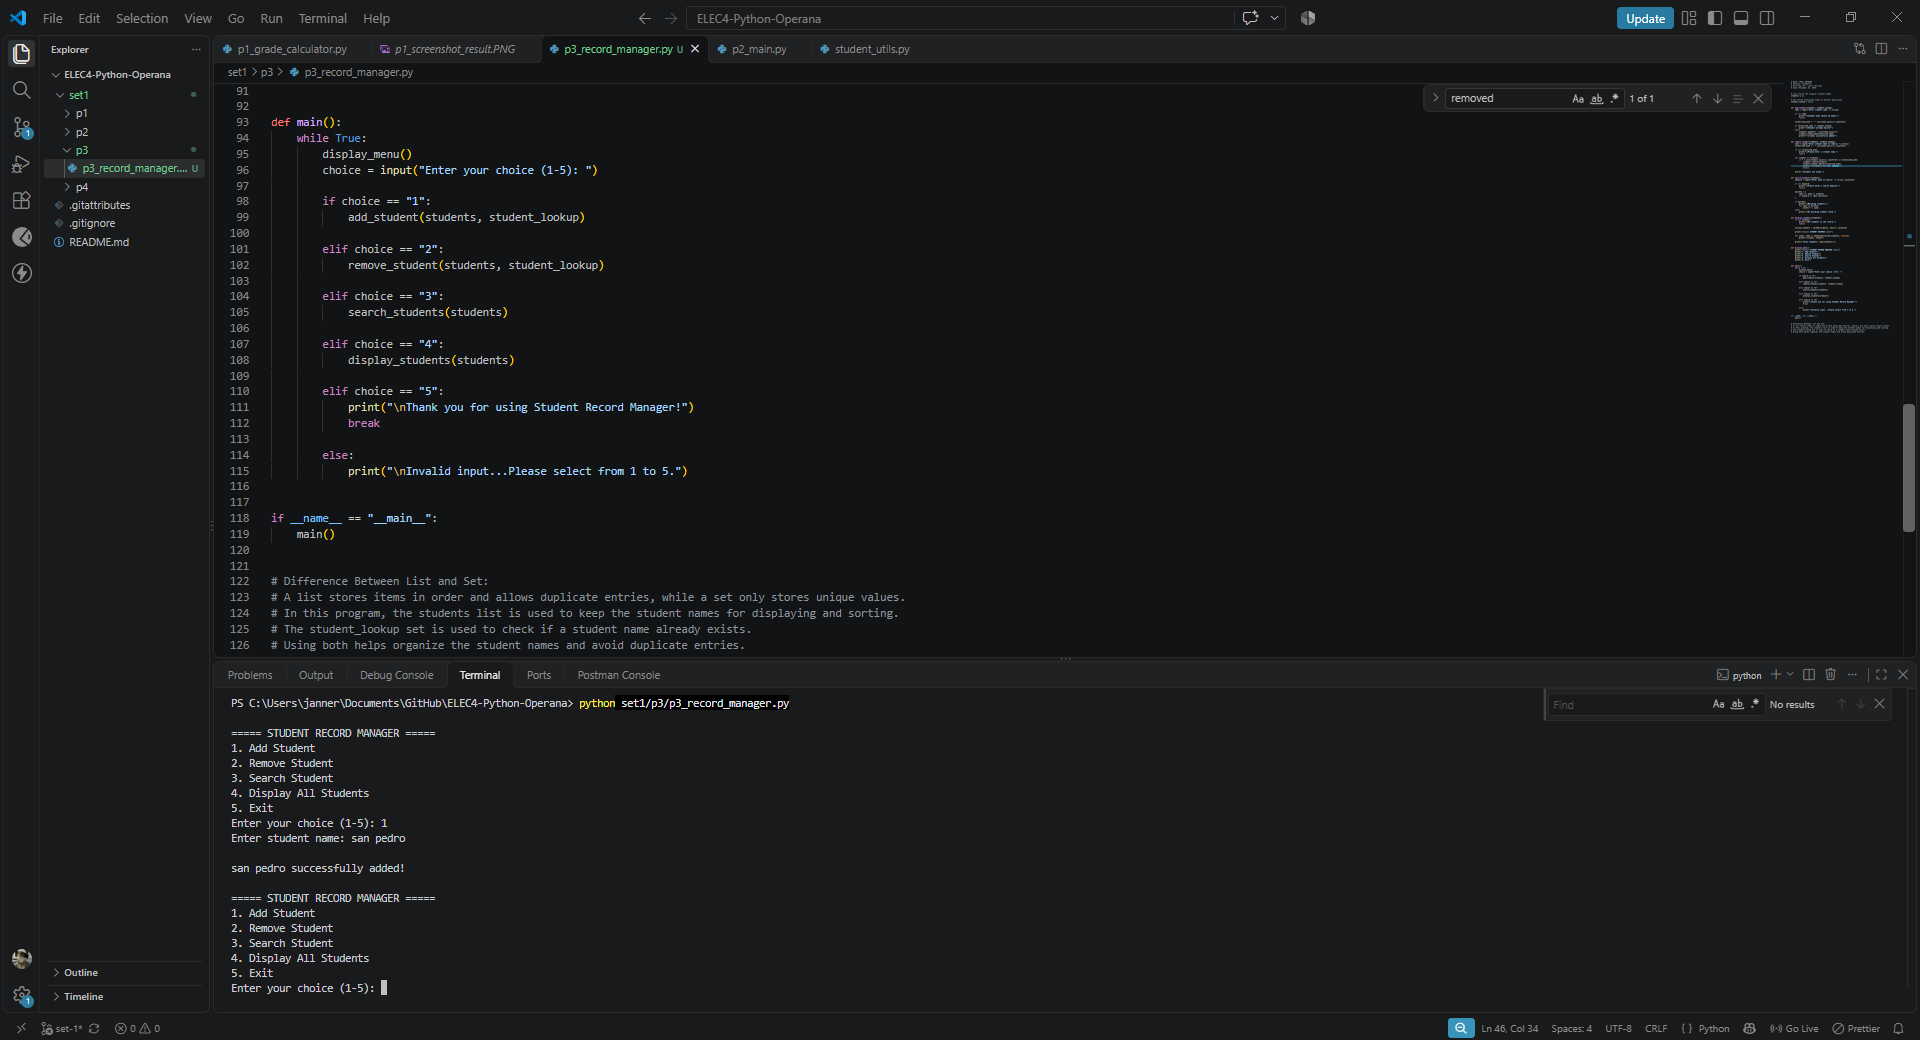 File Edit Selection View Go Run Terminal Help
ELEC4-Python-Operana
Update
Explorer
p1_grade_calculator.py
p1_screenshot_result.PNG
p3_record_manager.py U
p2_main.py
student_utils.py
ELEC4-Python-Operana
set1
p1
p2
p3
p3_record_manager.... U
p4
.gitattributes
.gitignore
README.md
Outline
Timeline
set1 > p3 > p3_record_manager.py
removed
Aa ab .* 1 of 1
91
92
93 def main():
94 while True:
95 display_menu()
96 choice = input("Enter your choice (1-5): ")
97
98 if choice == "1":
99 add_student(students, student_lookup)
100
101 elif choice == "2":
102 remove_student(students, student_lookup)
103
104 elif choice == "3":
105 search_students(students)
106
107 elif choice == "4":
108 display_students(students)
109
110 elif choice == "5":
111 print("\nThank you for using Student Record Manager!")
112 break
113
114 else:
115 print("\nInvalid input...Please select from 1 to 5.")
116
117
118 if __name__ == "__main__":
119 main()
120
121
122 # Difference Between List and Set:
123 # A list stores items in order and allows duplicate entries, while a set only stores unique values.
124 # In this program, the students list is used to keep the student names for displaying and sorting.
125 # The student_lookup set is used to check if a student name already exists.
126 # Using both helps organize the student names and avoid duplicate entries.
Problems Output Debug Console Terminal Ports Postman Console
python
Find
Aa ab .* No results
PS C:\Users\janner\Documents\GitHub\ELEC4-Python-Operana> python set1/p3/p3_record_manager.py
===== STUDENT RECORD MANAGER =====
1. Add Student
2. Remove Student
3. Search Student
4. Display All Students
5. Exit
Enter your choice (1-5): 1
Enter student name: san pedro
san pedro successfully added!
===== STUDENT RECORD MANAGER =====
1. Add Student
2. Remove Student
3. Search Student
4. Display All Students
5. Exit
Enter your choice (1-5):
set-1* 0 0
Ln 46, Col 34 Spaces: 4 UTF-8 CRLF { } Python Go Live Prettier